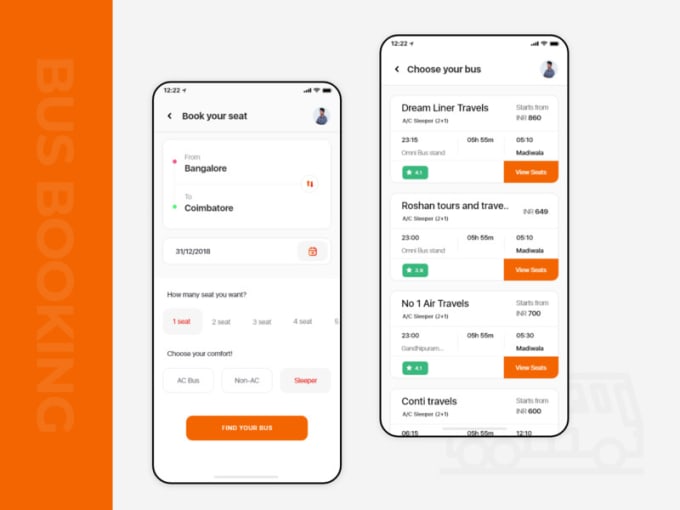 BUS BOOKING
12:22
Book your seat
From
Bangalore
To
Coimbatore
31/12/2018
How many seat you want?
1 seat 2 seat 3 seat 4 seat
Choose your comfort!
AC Bus Non-AC Sleeper
FIND YOUR BUS
12:22
Choose your bus
Dream Liner Travels Starts from
A/C Sleeper (2+1) INR 860
23:15 05h 55m 05:10
Omni Bus stand Madiwala
4.1 View Seats
Roshan tours and trave.. INR 649
A/C Sleeper (2+1)
23:00 05h 55m 05:10
Omni Bus stand Madiwala
View Seats
No 1 Air Travels Starts from
A/C Sleeper (2+1) INR 700
23:00 05h 55m 05:30
Gandhipuram... Madiwala
4.1 View Seats
Conti travels Starts from
A/C Sleeper (2+1) INR 600
06:15 05h 55m 12:10